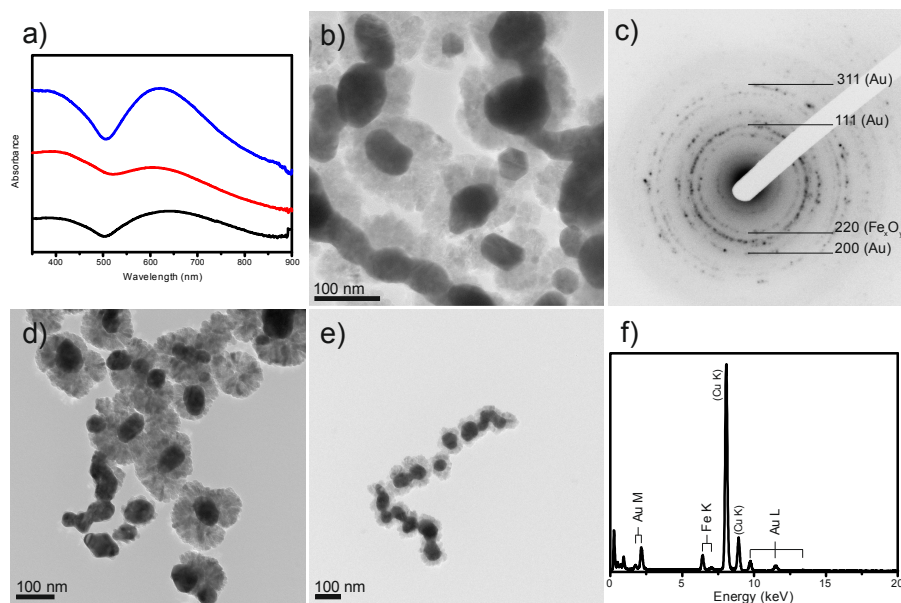 a)
Absorbance
400 500 600 700 800 900
Wavelength (nm)
b)
100 nm
c)
311 (Au)
111 (Au)
220 (FexOy
200 (Au)
d)
100 nm
e)
100 nm
f)
Au M
Fe K
(Cu K)
(Cu K)
Au L
0 5 10 15 20
Energy (keV)